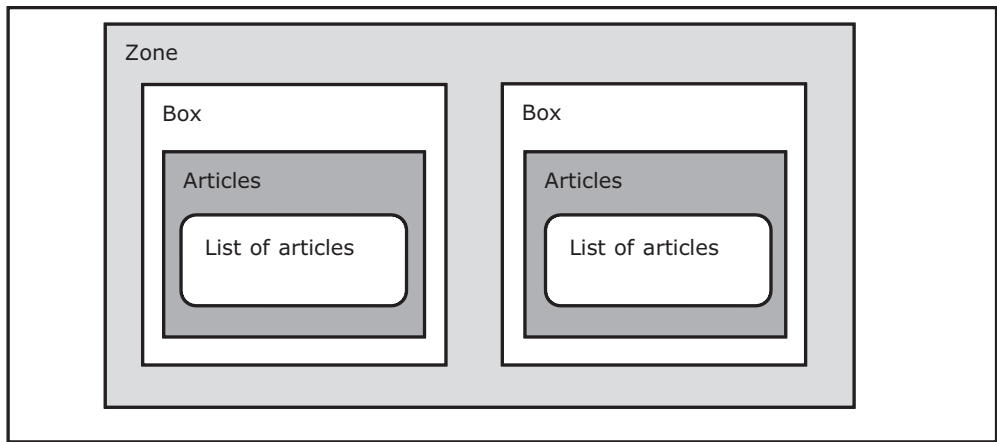 Zone
Box
Box
Articles
Articles
List of articles
List of articles